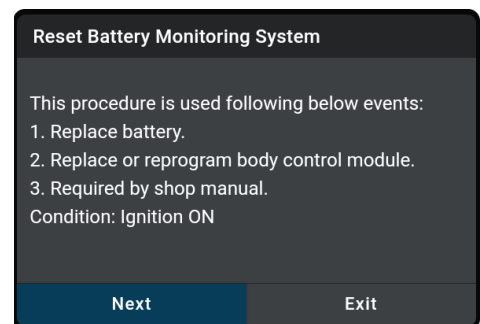 Reset Battery Monitoring System
This procedure is used following below events:
1. Replace battery.
2. Replace or reprogram body control module.
3. Required by shop manual.
Condition: Ignition ON
Next
Exit